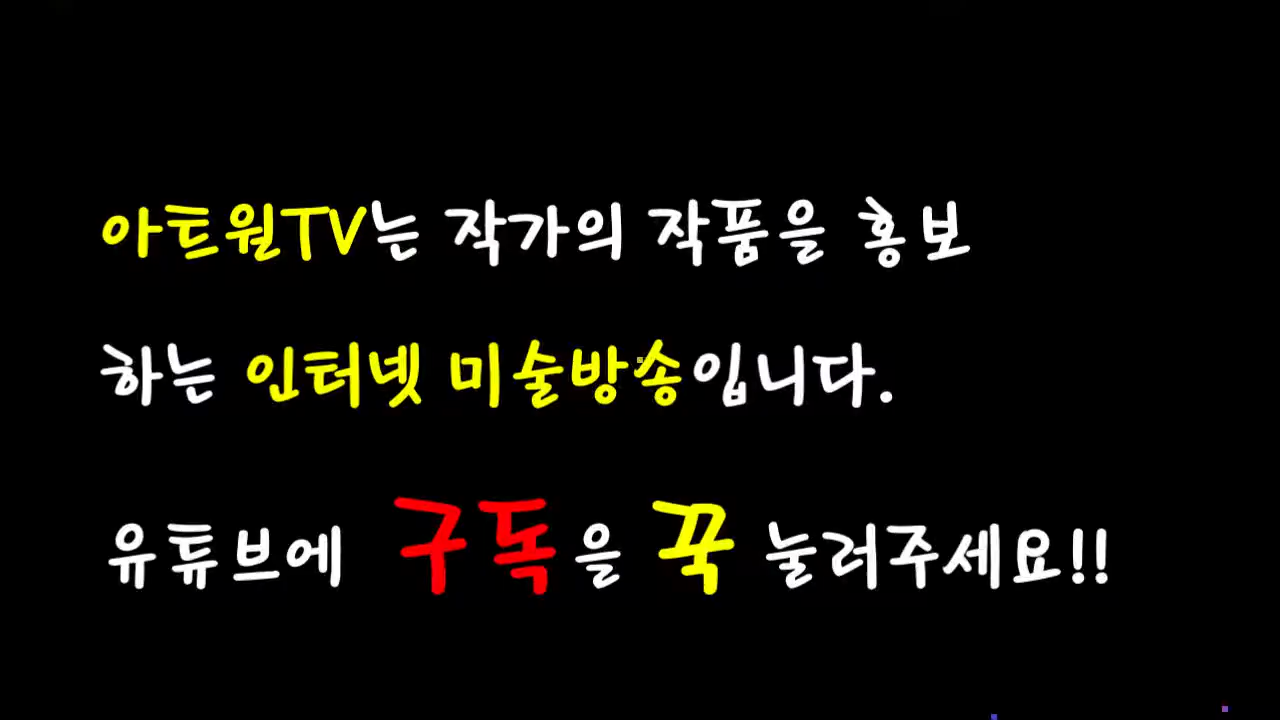 아트원TV는 작가의 작품을 홍보
하는 인터넷 미술방송입니다.
유튜브에 구독을 꾹 눌러주세요!!